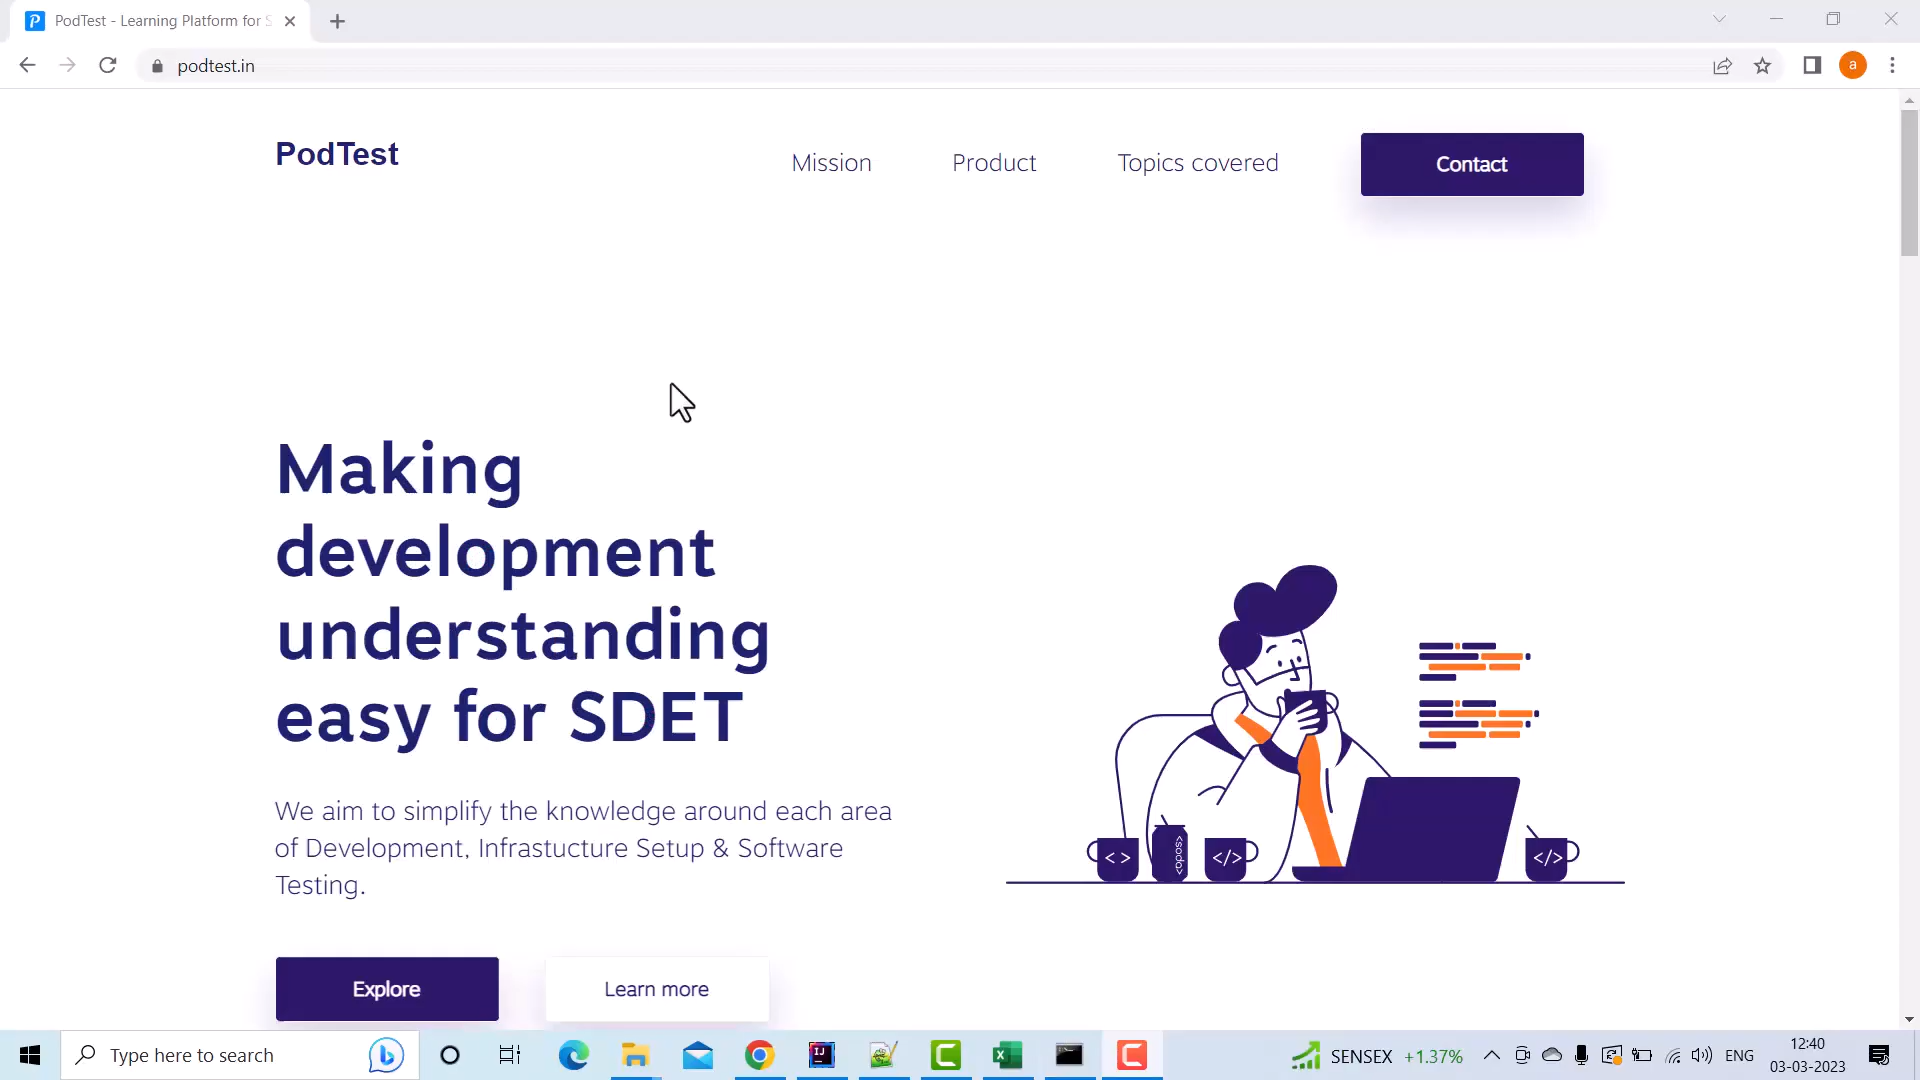 PodTest - Learning Platform for S
podtest.in
a
PodTest
Mission
Product
Topics covered
Contact
Making
development
understanding
easy for SDET
We aim to simplify the knowledge around each area
of Development, Infrastucture Setup & Software
Testing.
< >
</>
</>
Explore
Learn more
Type here to search
SENSEX +1.37%
ENG
12:40
03-03-2023